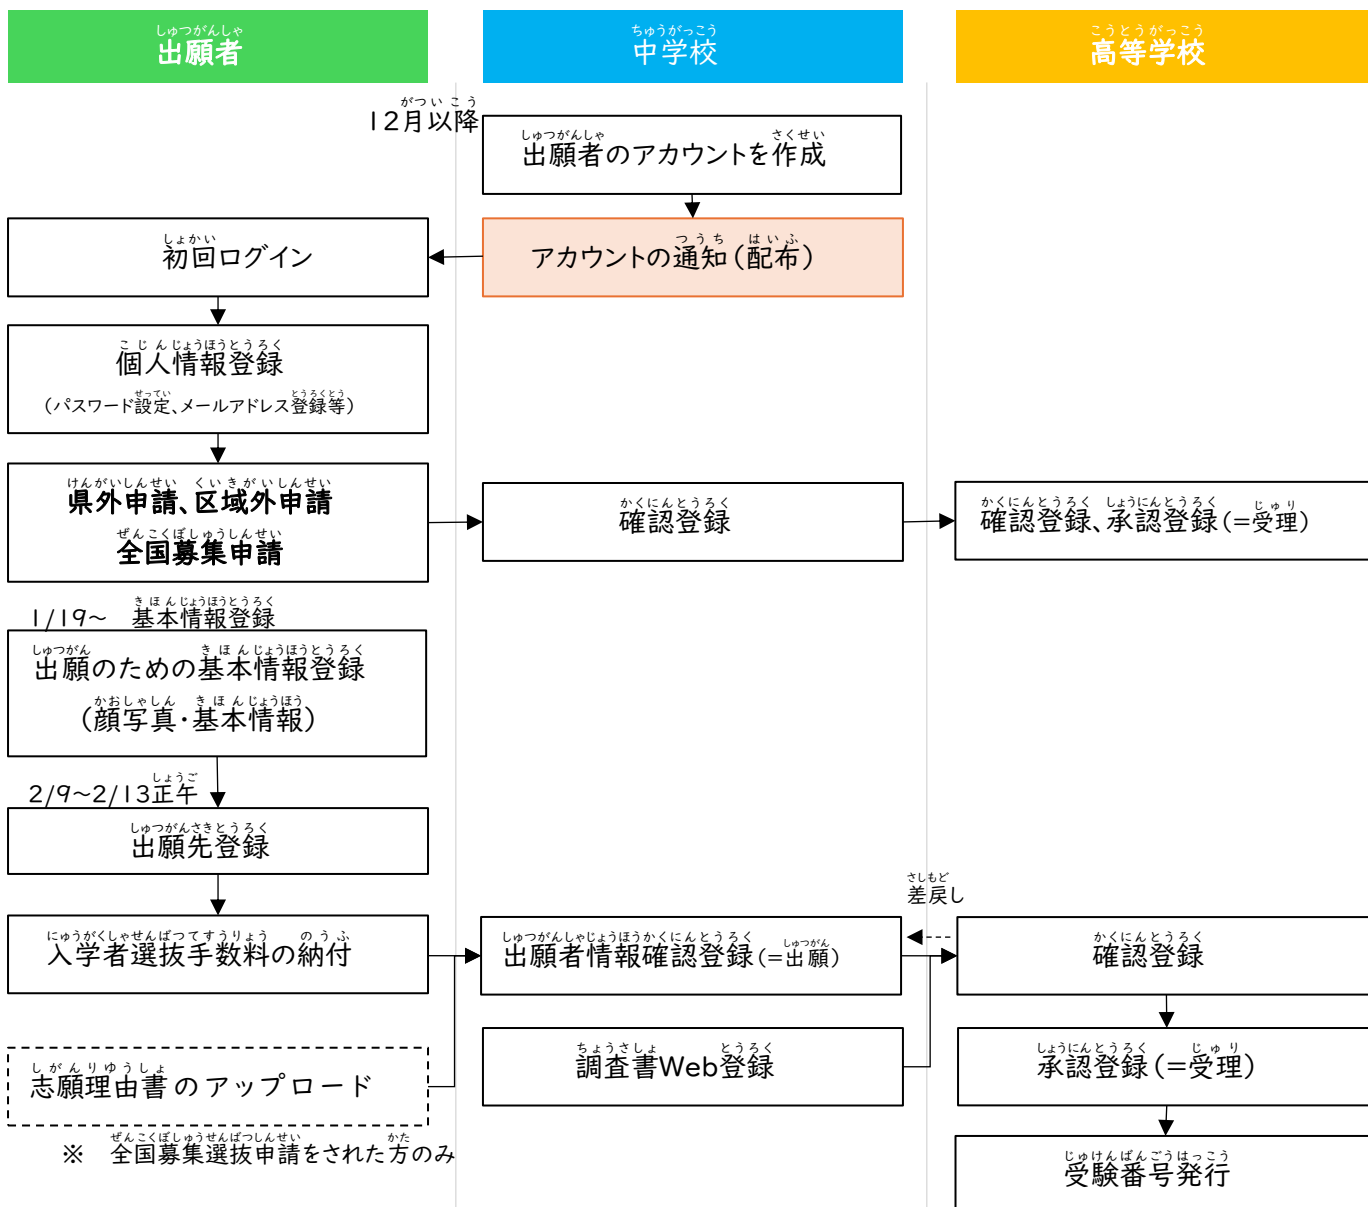 しゅつがんしゃ
出願者
ちゅうがっこう
中学校
こうとうがっこう
高等学校
がついこう
12月以降
しゅつがんしゃ さくせい
出願者のアカウントを作成
しょかい
初回ログイン
つうち はいふ
アカウントの通知(配布)
こじんじょうほうとうろく
個人情報登録
せってい とうろくとう
(パスワード設定、メールアドレス登録等)
けんがいしんせい くいきがいしんせい
県外申請、区域外申請
ぜんこくぼしゅうしんせい
全国募集申請
かくにんとうろく
確認登録
かくにんとうろく しょうにんとうろく じゅり
確認登録、承認登録(=受理)
きほんじょうほうとうろく
1/19~ 基本情報登録
しゅつがん きほんじょうほうとうろく
出願のための基本情報登録
かおしゃしん きほんじょうほう
(顔写真・基本情報)
しょうご
2/9~2/13正午
しゅつがんさきとうろく
出願先登録
さしもど
差戻し
にゅうがくしゃせんばつてすうりょう のうふ
入学者選抜手数料の納付
しゅつがんしゃじょうほうかくにんとうろく しゅつがん
出願者情報確認登録(=出願)
かくにんとうろく
確認登録
しがんりゆうしょ
志願理由書のアップロード
ちょうさしょ とうろく
調査書Web登録
しょうにんとうろく じゅり
承認登録(=受理)
ぜんこくぼしゅうせんばつしんせい かた
※ 全国募集選抜申請をされた方のみ
じゅけんばんごうはっこう
受験番号発行